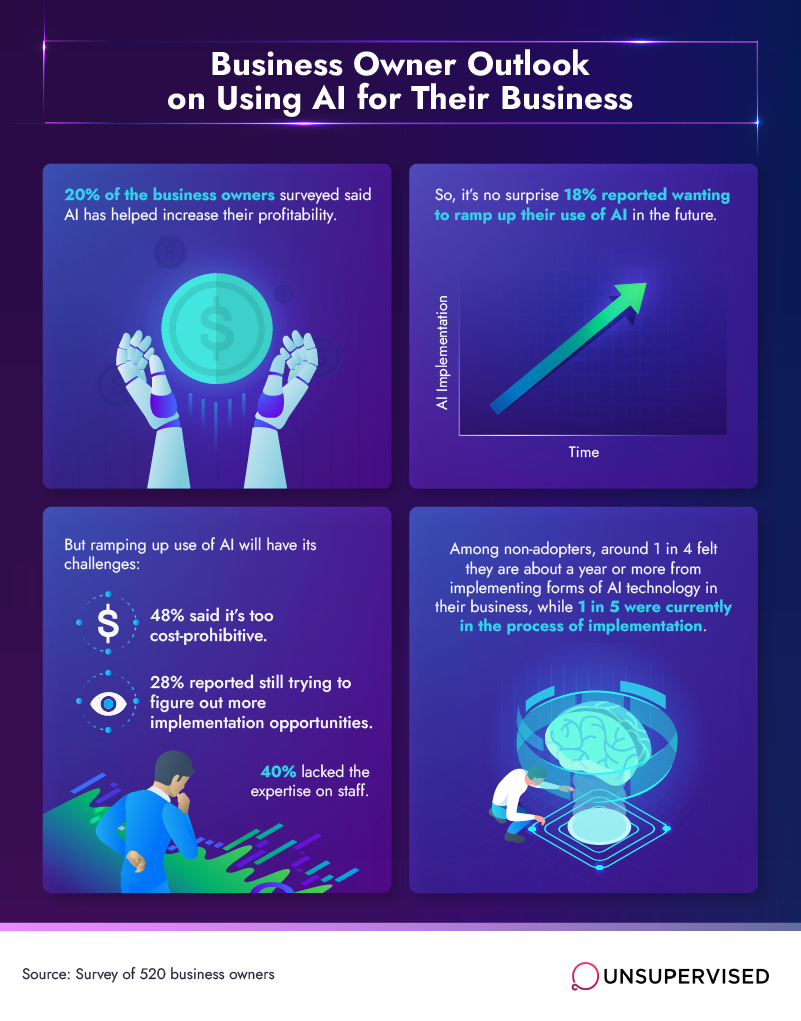 Business Owner Outlook
on Using AI for Their Business
20% of the business owners surveyed said
AI has helped increase their profitability.
So, it's no surprise 18% reported wanting
to ramp up their use of AI in the future.
AI Implementation
Time
But ramping up use of AI will have its
challenges:
$
48% said it's too
cost-prohibitive.
28% reported still trying to
figure out more
implementation opportunities.
40% lacked the
expertise on staff.
Among non-adopters, around 1 in 4 felt
they are about a year or more from
implementing forms of AI technology in
their business, while 1 in 5 were currently
in the process of implementation.
Source: Survey of 520 business owners
UNSUPERVISED